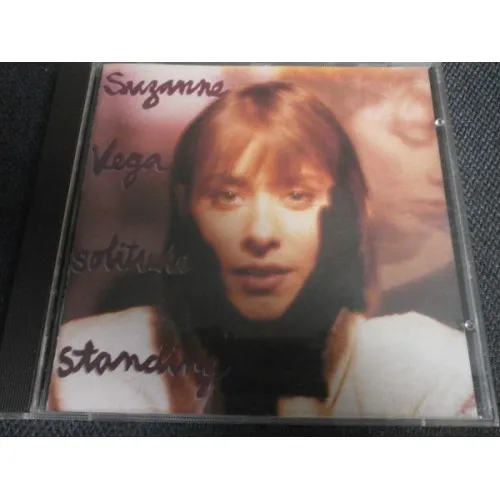 Suzanne
Vega
solitude
standing